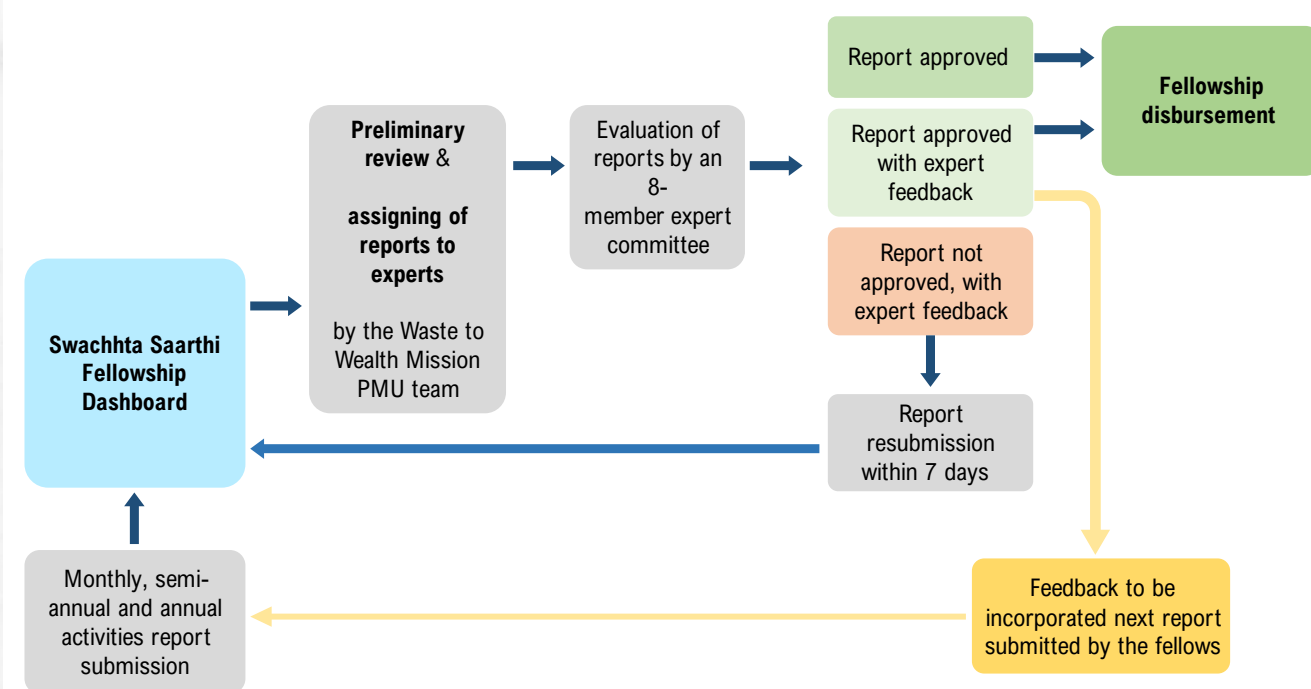 Swachhta Saarthi
Fellowship
Dashboard
Monthly, semi-
annual and annual
activities report
submission
Preliminary
review &
assigning of
reports to
experts
by the Waste to
Wealth Mission
PMU team
Evaluation of
reports by an
8-
member expert
committee
Report approved
Report approved
with expert
feedback
Report not
approved, with
expert feedback
Report
resubmission
within 7 days
Fellowship
disbursement
Feedback to be
incorporated next report
submitted by the fellows